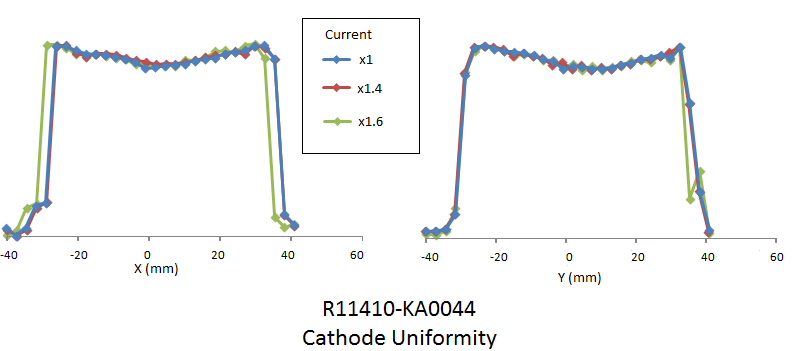 Current
x1
x1.4
x1.6
-40 -20 0 20 40 60
X (mm)
-40 -20 0 20 40 60
Y (mm)
R11410-KA0044
Cathode Uniformity